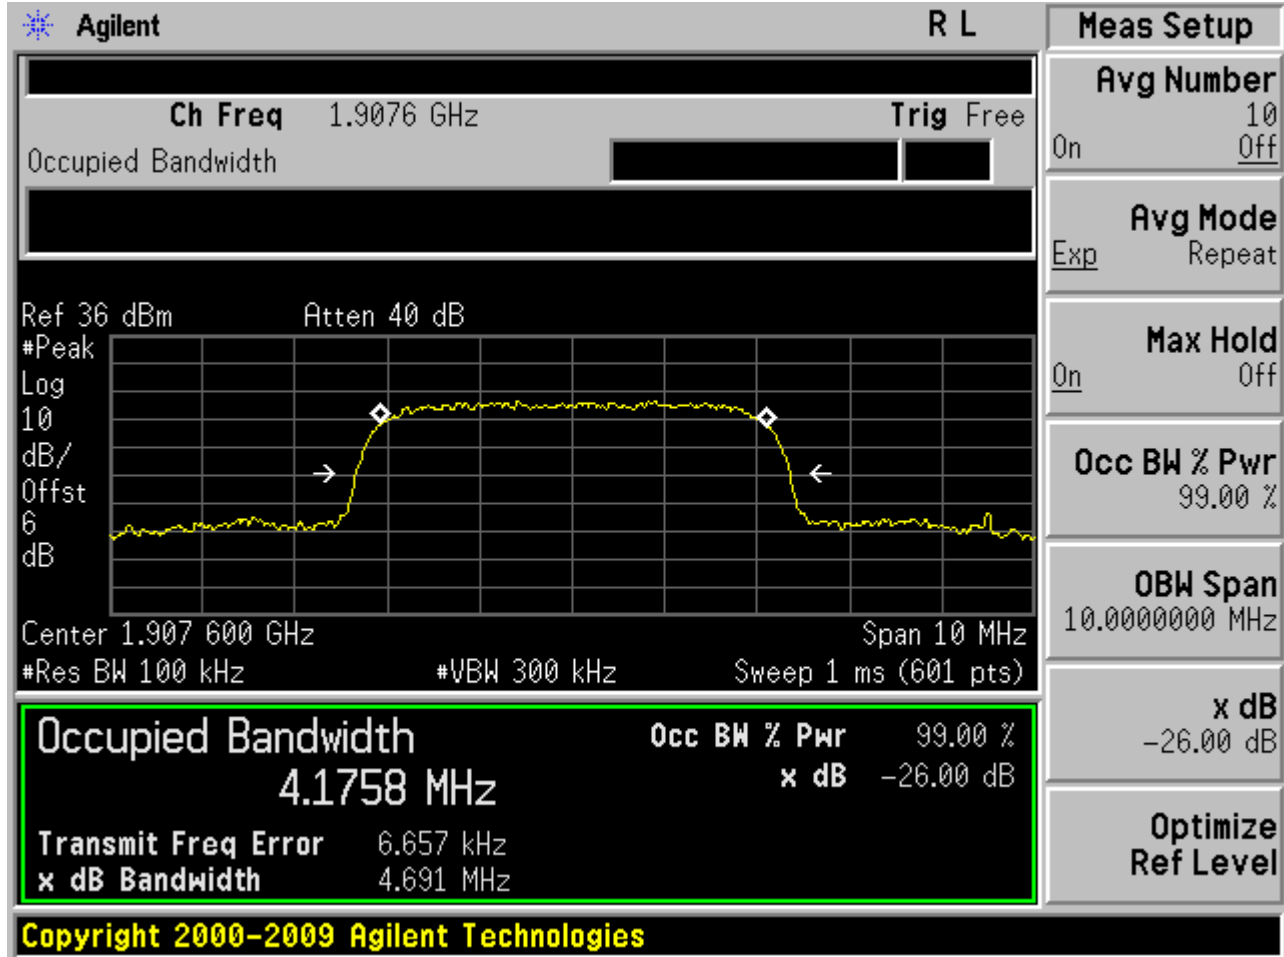 Agilent R L Meas Setup
Ch Freq 1.9076 GHz Trig Free
Occupied Bandwidth
Avg Number
10
On Off
Avg Mode
Exp Repeat
Max Hold
On Off
Occ BW % Pwr
99.00 %
OBW Span
10.0000000 MHz
x dB
-26.00 dB
Optimize
Ref Level
Ref 36 dBm Atten 40 dB
#Peak
Log
10
dB/
Offst
6
dB
Center 1.907 600 GHz Span 10 MHz
#Res BW 100 kHz #VBW 300 kHz Sweep 1 ms (601 pts)
Occupied Bandwidth Occ BW % Pwr 99.00 %
4.1758 MHz x dB -26.00 dB
Transmit Freq Error 6.657 kHz
x dB Bandwidth 4.691 MHz
Copyright 2000-2009 Agilent Technologies